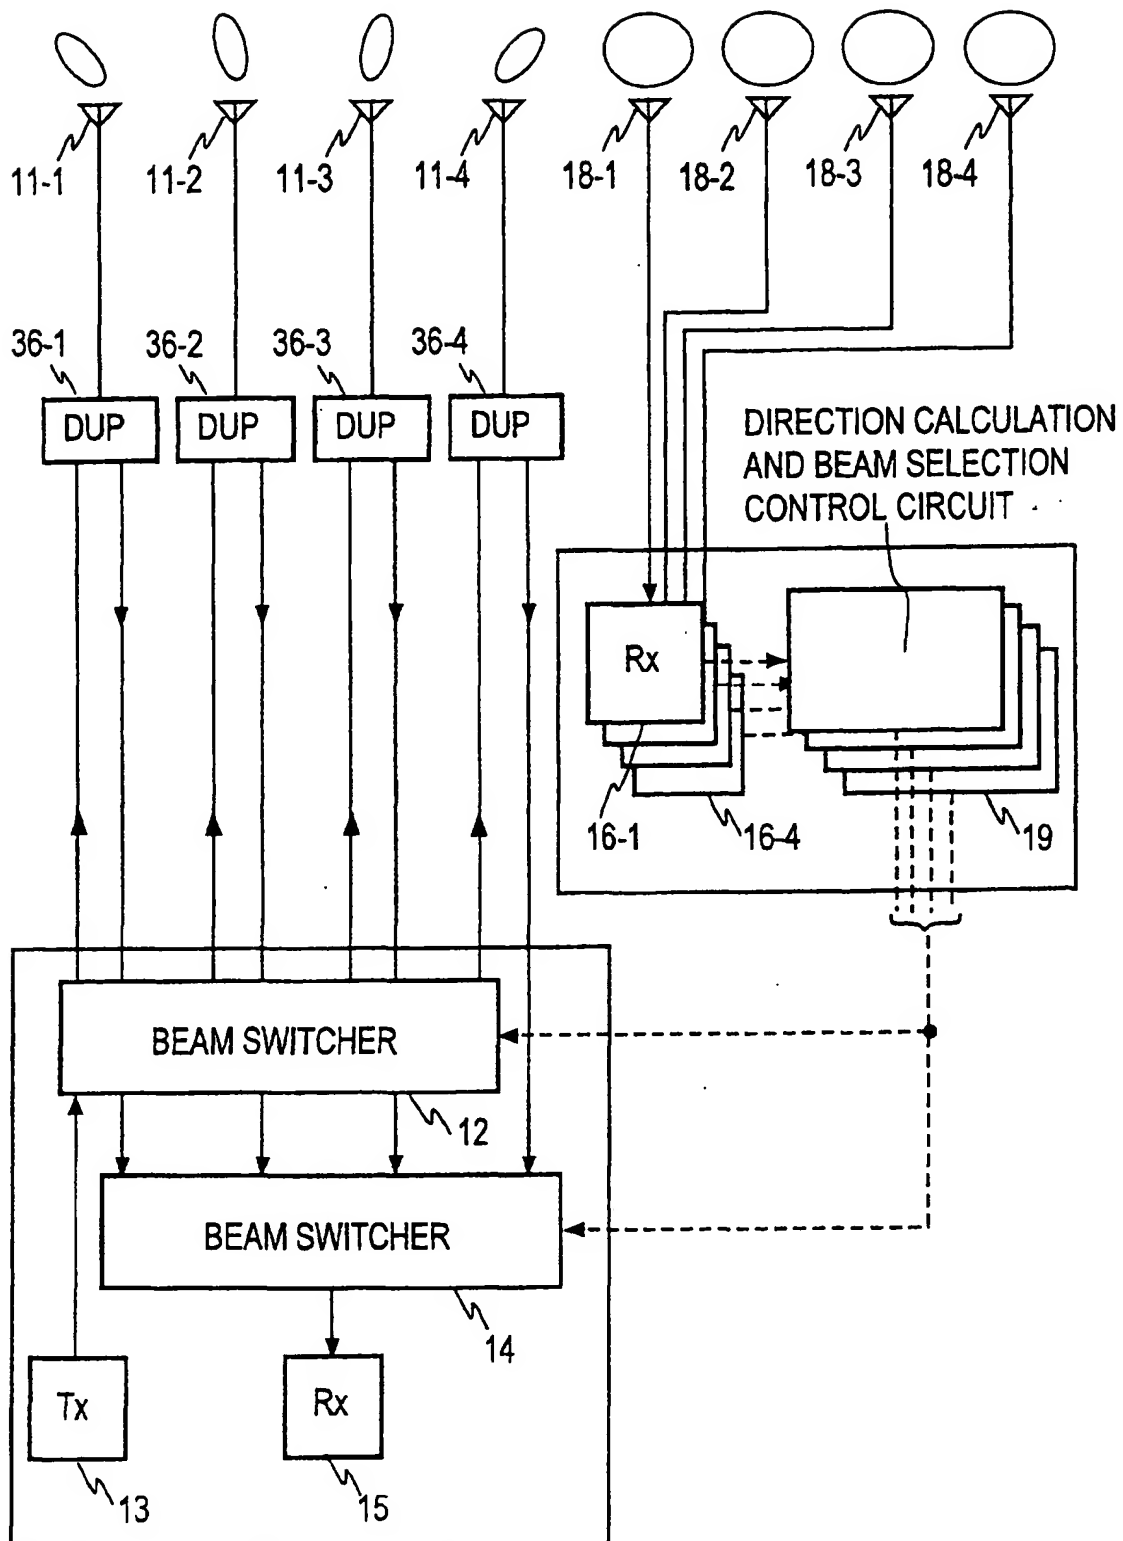 11-1
11-2
11-3
11-4
18-1
18-2
18-3
18-4
36-1
36-2
36-3
36-4
DUP
DUP
DUP
DUP
DIRECTION CALCULATION
AND BEAM SELECTION
CONTROL CIRCUIT
Rx
16-1
16-4
19
BEAM SWITCHER
12
BEAM SWITCHER
14
Tx
Rx
13
15